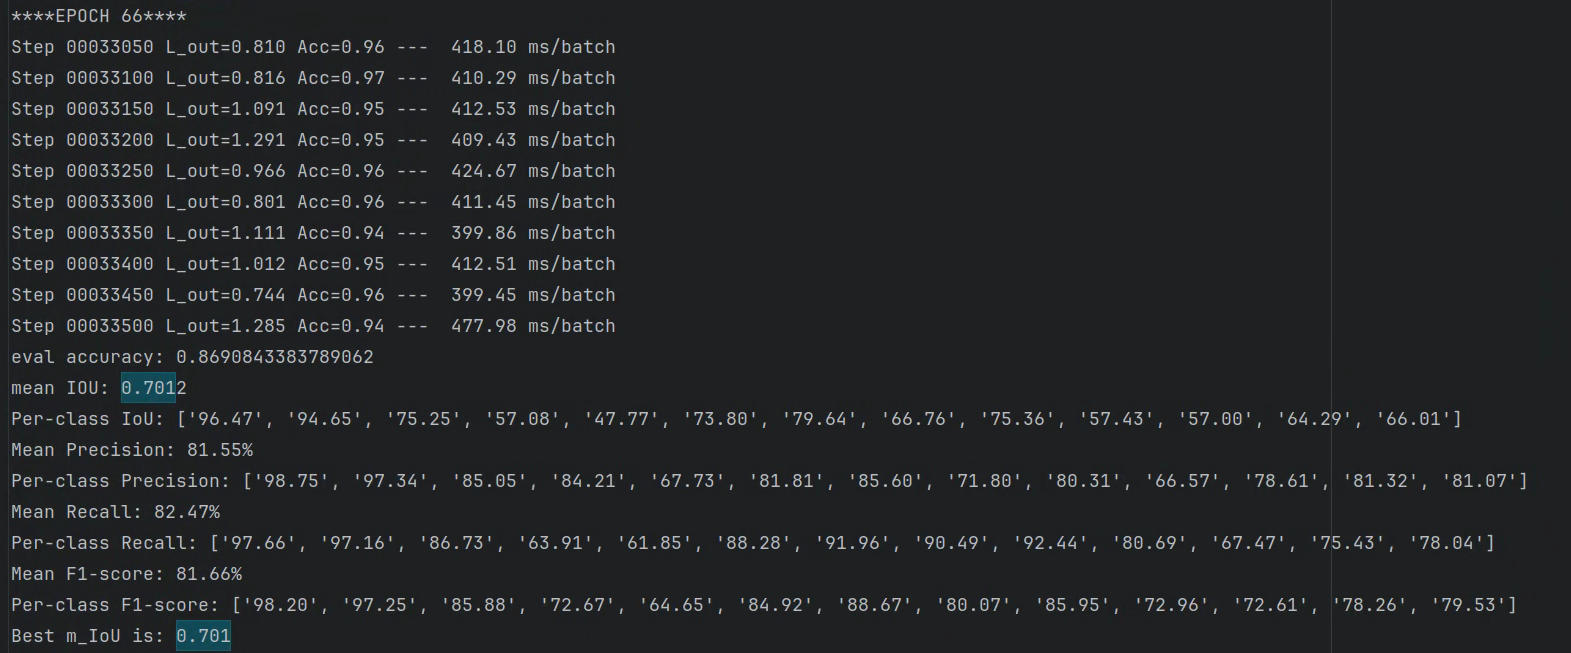 ****EPOCH 66****
Step 00033050 L_out=0.810 Acc=0.96 ---  418.10 ms/batch
Step 00033100 L_out=0.816 Acc=0.97 ---  410.29 ms/batch
Step 00033150 L_out=1.091 Acc=0.95 ---  412.53 ms/batch
Step 00033200 L_out=1.291 Acc=0.95 ---  409.43 ms/batch
Step 00033250 L_out=0.966 Acc=0.96 ---  424.67 ms/batch
Step 00033300 L_out=0.801 Acc=0.96 ---  411.45 ms/batch
Step 00033350 L_out=1.111 Acc=0.94 ---  399.86 ms/batch
Step 00033400 L_out=1.012 Acc=0.95 ---  412.51 ms/batch
Step 00033450 L_out=0.744 Acc=0.96 ---  399.45 ms/batch
Step 00033500 L_out=1.285 Acc=0.94 ---  477.98 ms/batch
eval accuracy: 0.8690843383789062
mean IOU: 0.7012
Per-class IoU: ['96.47', '94.65', '75.25', '57.08', '47.77', '73.80', '79.64', '66.76', '75.36', '57.43', '57.00', '64.29', '66.01']
Mean Precision: 81.55%
Per-class Precision: ['98.75', '97.34', '85.05', '84.21', '67.73', '81.81', '85.60', '71.80', '80.31', '66.57', '78.61', '81.32', '81.07']
Mean Recall: 82.47%
Per-class Recall: ['97.66', '97.16', '86.73', '63.91', '61.85', '88.28', '91.96', '90.49', '92.44', '80.69', '67.47', '75.43', '78.04']
Mean F1-score: 81.66%
Per-class F1-score: ['98.20', '97.25', '85.88', '72.67', '64.65', '84.92', '88.67', '80.07', '85.95', '72.96', '72.61', '78.26', '79.53']
Best m_IoU is: 0.701